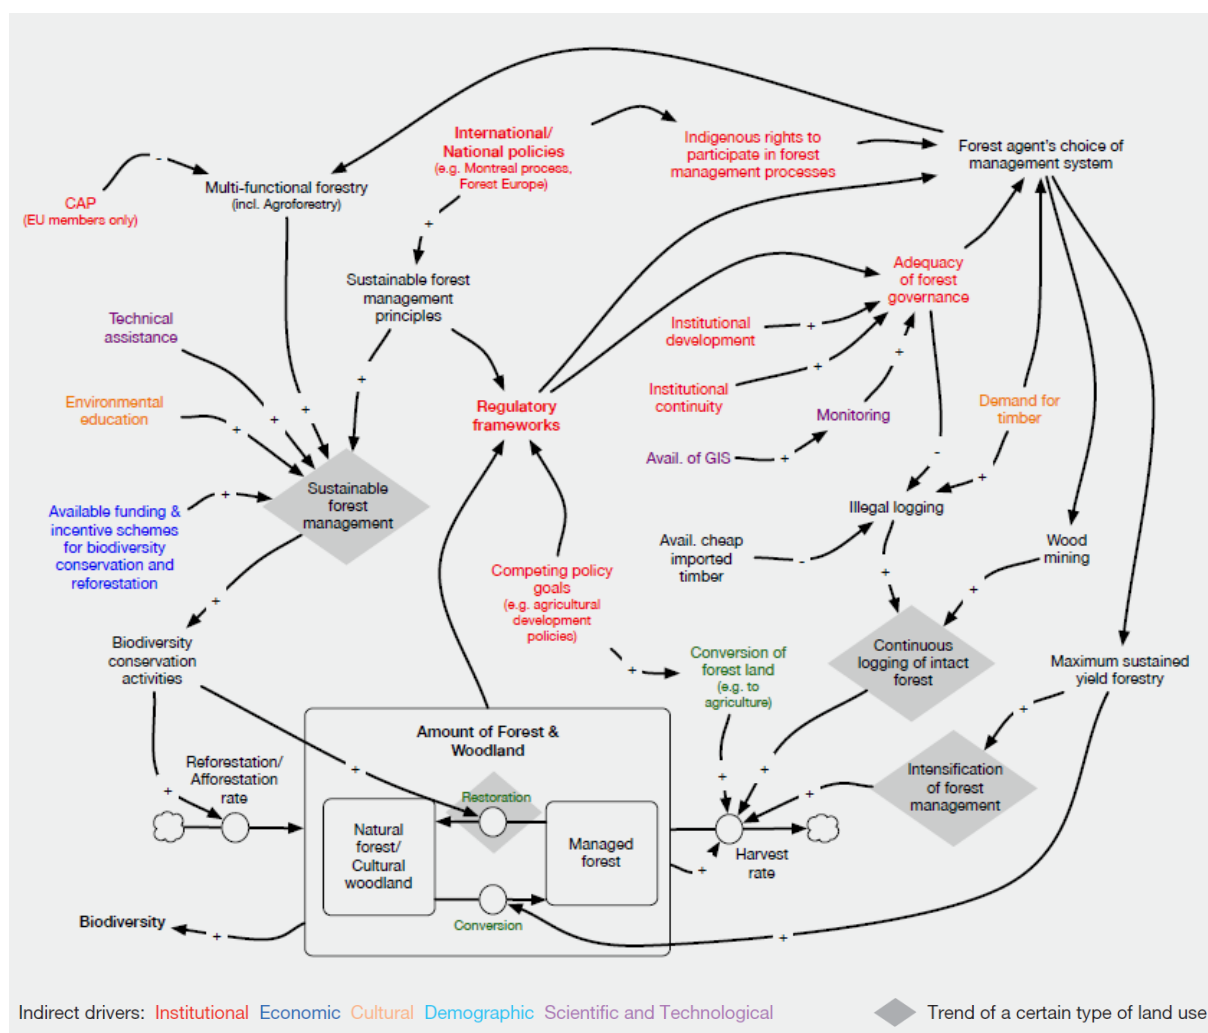 International/
National policies
(e.g. Montreal process,
Forest Europe)
Indigenous rights to
participate in forest
management processes
Forest agent's choice of
management system
CAP
(EU members only)
-
Multi-functional forestry
(incl. Agroforestry)
+
Sustainable forest
management
principles
Adequacy
of forest
governance
Technical
assistance
Institutional
development
+
+
Institutional
continuity
+
+
Environmental
education
+
+
+
Regulatory
frameworks
Monitoring
Demand for
timber
Avail. of GIS
+
-
+
Sustainable
forest
management
+
Available funding &
incentive schemes
for biodiversity
conservation and
reforestation
Illegal logging
Avail. cheap
imported
timber
-
Wood
mining
+
+
Competing policy
goals
(e.g. agricultural
development
policies)
+
+
Biodiversity
conservation
activities
Conversion of
forest land
(e.g. to
agriculture)
Continuous
logging of intact
forest
Maximum sustained
yield forestry
+
Amount of Forest &
Woodland
Reforestation/
Afforestation
rate
+
+
+
+
Intensification
of forest
management
+
Restoration
Natural
forest/
Cultural
woodland
Managed
forest
Harvest
rate
+
Biodiversity
+
Conversion
+
Indirect drivers: Institutional Economic Cultural Demographic Scientific and Technological
Trend of a certain type of land use